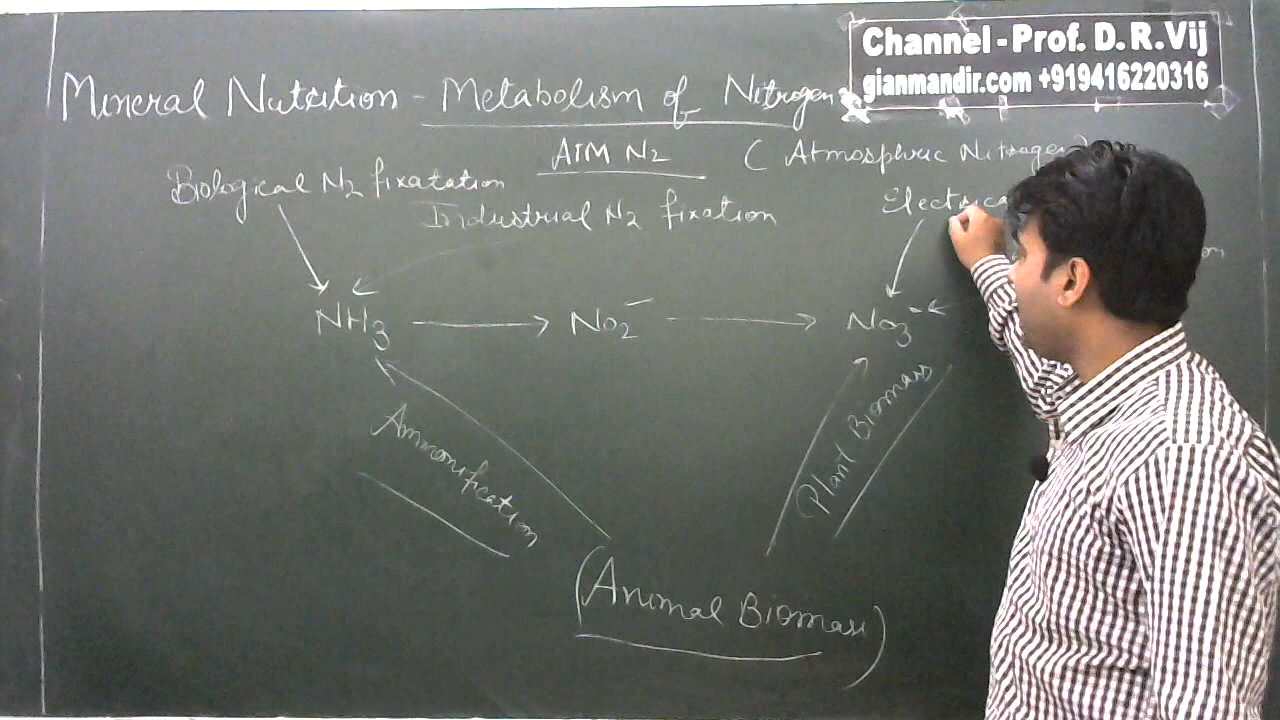 Channel - Prof. D. R. Vij
gianmandir.com +919416220316
Mineral Nutrition - Metabolism of Nitrogen
ATM N2 (Atmospheric Nitrogen)
Biological N2 fixatation
Industrial N2 fixation
NH3 → NO2⁻ → NO3⁻
Ammonification
Plant Biomass
(Animal Biomass)